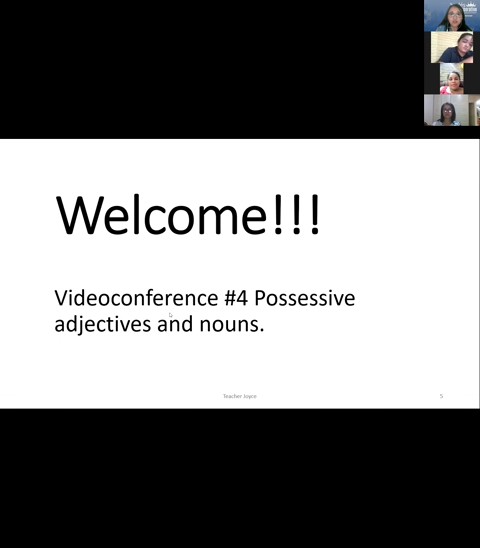 Welcome!!!
Videoconference #4 Possessive
adjectives and nouns.
Teacher Joyce
5